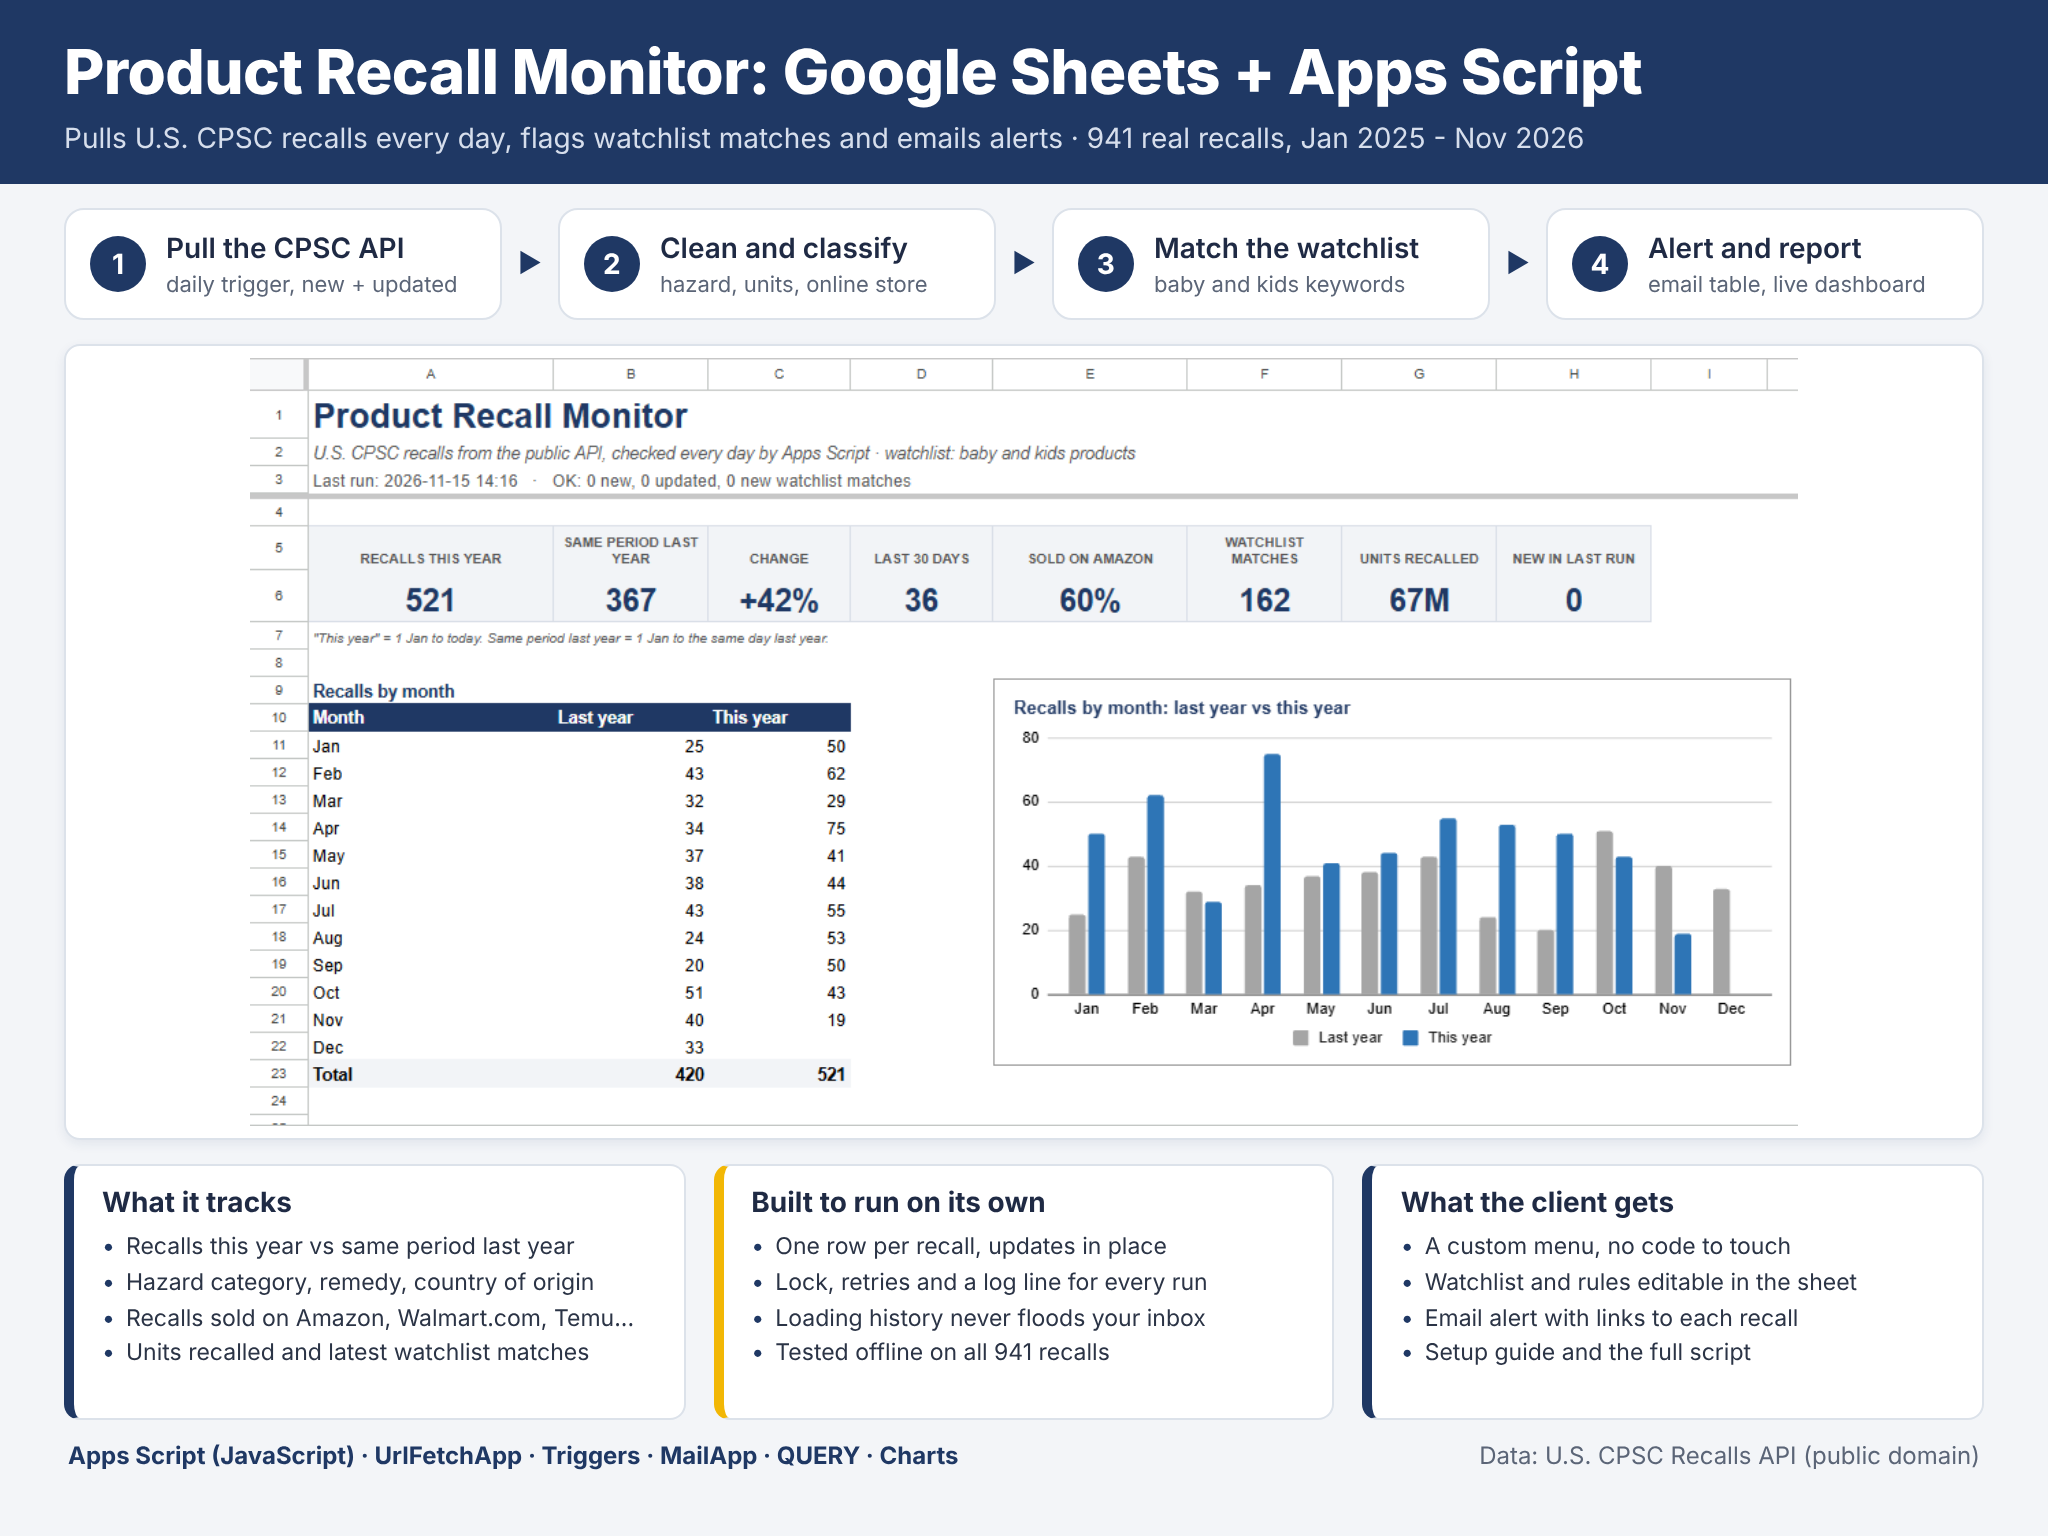 Product Recall Monitor: Google Sheets + Apps Script
Pulls U.S. CPSC recalls every day, flags watchlist matches and emails alerts · 941 real recalls, Jan 2025 - Nov 2026
1 Pull the CPSC API
daily trigger, new + updated
2 Clean and classify
hazard, units, online store
3 Match the watchlist
baby and kids keywords
4 Alert and report
email table, live dashboard
A B C D E F G H I
1 Product Recall Monitor
2 U.S. CPSC recalls from the public API, checked every day by Apps Script · watchlist: baby and kids products
3 Last run: 2026-11-15 14:16 · OK: 0 new, 0 updated, 0 new watchlist matches
4
5 RECALLS THIS YEAR SAME PERIOD LAST YEAR CHANGE LAST 30 DAYS SOLD ON AMAZON WATCHLIST MATCHES UNITS RECALLED NEW IN LAST RUN
6 521 367 +42% 36 60% 162 67M 0
7 "This year" = 1 Jan to today. Same period last year = 1 Jan to the same day last year.
8
9 Recalls by month
10 Month Last year This year
11 Jan 25 50
12 Feb 43 62
13 Mar 32 29
14 Apr 34 75
15 May 37 41
16 Jun 38 44
17 Jul 43 55
18 Aug 24 53
19 Sep 20 50
20 Oct 51 43
21 Nov 40 19
22 Dec 33
23 Total 420 521
24
Recalls by month: last year vs this year
80
60
40
20
0
Jan Feb Mar Apr May Jun Jul Aug Sep Oct Nov Dec
Last year This year
What it tracks
• Recalls this year vs same period last year
• Hazard category, remedy, country of origin
• Recalls sold on Amazon, Walmart.com, Temu...
• Units recalled and latest watchlist matches
Built to run on its own
• One row per recall, updates in place
• Lock, retries and a log line for every run
• Loading history never floods your inbox
• Tested offline on all 941 recalls
What the client gets
• A custom menu, no code to touch
• Watchlist and rules editable in the sheet
• Email alert with links to each recall
• Setup guide and the full script
Apps Script (JavaScript) · UrlFetchApp · Triggers · MailApp · QUERY · Charts
Data: U.S. CPSC Recalls API (public domain)